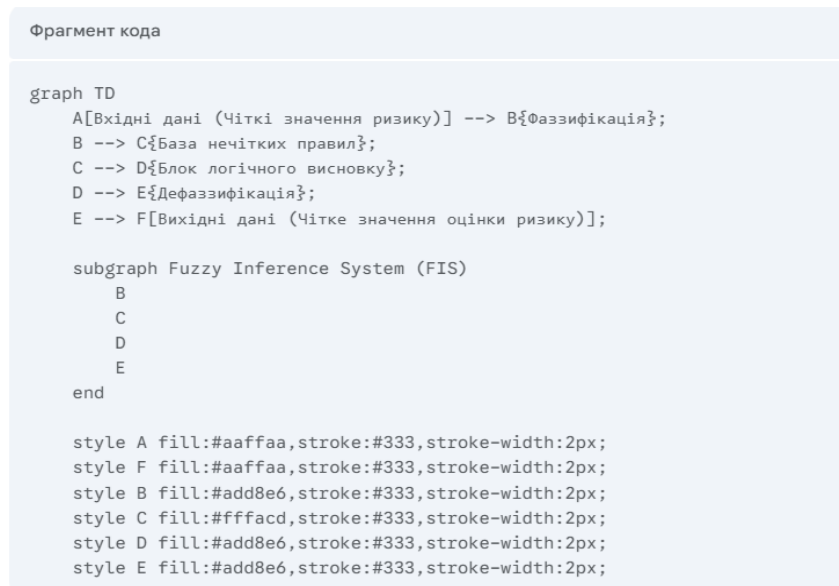 Фрагмент кода
graph TD
    A[Вхідні дані (Чіткі значення ризику)] --> B{Фаззифікація};
    B --> C{База нечітких правил};
    C --> D{Блок логічного висновку};
    D --> E{Дефаззифікація};
    E --> F[Вихідні дані (Чітке значення оцінки ризику)];
    subgraph Fuzzy Inference System (FIS)
        B
        C
        D
        E
    end
    style A fill:#aaffaa,stroke:#333,stroke-width:2px;
    style F fill:#aaffaa,stroke:#333,stroke-width:2px;
    style B fill:#add8e6,stroke:#333,stroke-width:2px;
    style C fill:#fffacd,stroke:#333,stroke-width:2px;
    style D fill:#add8e6,stroke:#333,stroke-width:2px;
    style E fill:#add8e6,stroke:#333,stroke-width:2px;